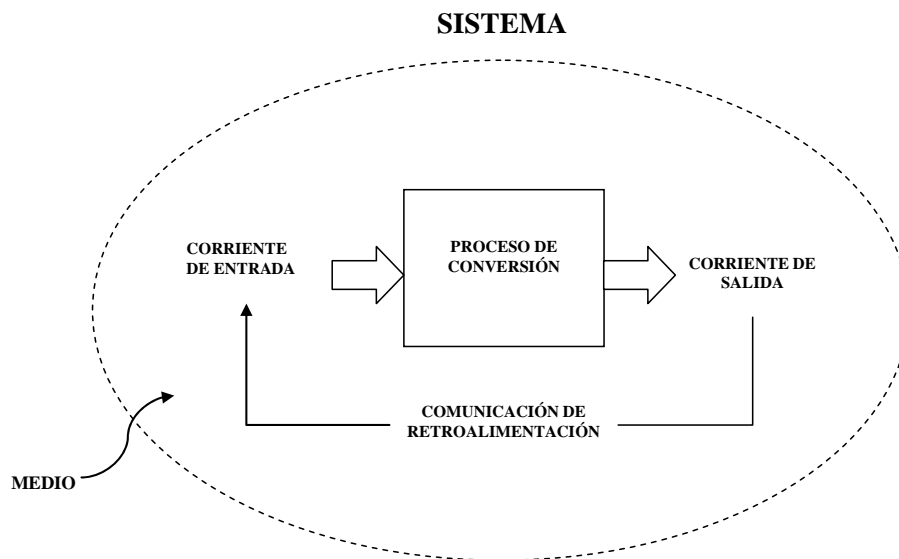 SISTEMA
CORRIENTE
DE ENTRADA
PROCESO DE
CONVERSIÓN
CORRIENTE DE
SALIDA
COMUNICACIÓN DE
RETROALIMENTACIÓN
MEDIO